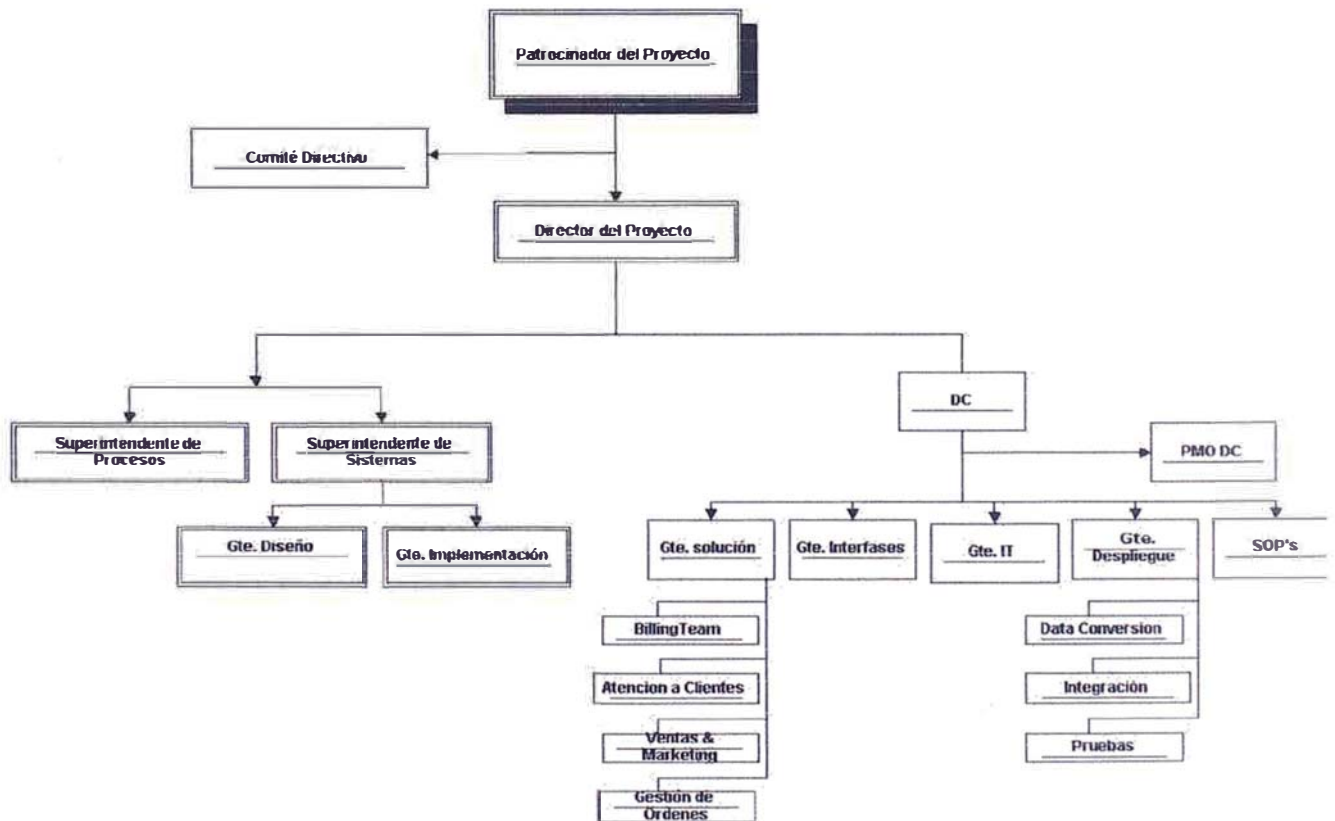 Patrocinador del Proyecto
Comité Directivo
Director del Proyecto
DC
Superintendente de
Procesos
Superintendente de
Sistemas
PMO DC
Gte. Diseño
Gte. Implementación
Gte. solución
Gte. Interfases
Gte. IT
Gte.
Despliegue
SOP's
BillingTeam
Data Conversion
Atencion a Clientes
Integración
Ventas &
Marketing
Pruebas
Gestión de
Órdenes